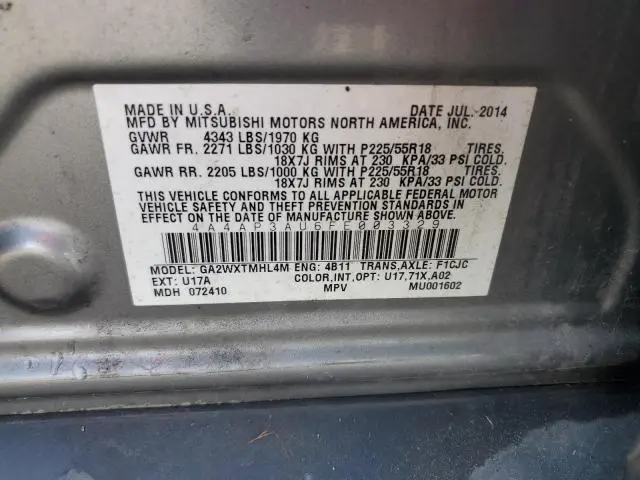 MADE IN U.S.A. DATE JUL. 2014
MFD BY MITSUBISHI MOTORS NORTH AMERICA, INC.
GVWR 4343 LBS/1970 KG
GAWR FR. 2271 LBS/1030 KG WITH P225/55R18 TIRES.
18X7J RIMS AT 230 KPA/33 PSI COLD.
GAWR RR. 2205 LBS/1000 KG WITH P225/55R18 TIRES.
18X7J RIMS AT 230 KPA/33 PSI COLD.
THIS VEHICLE CONFORMS TO ALL APPLICABLE FEDERAL MOTOR
VEHICLE SAFETY AND THEFT PREVENTION STANDARDS IN
EFFECT ON THE DATE OF MANUFACTURE SHOWN ABOVE.
4A4AP3AU6FE003329
MODEL: GA2WXTMHL4M ENG: 4B11 TRANS,AXLE: F1CJC
EXT: U17A COLOR,INT,OPT: U17,71X,A02
MDH 072410 MPV MU001602